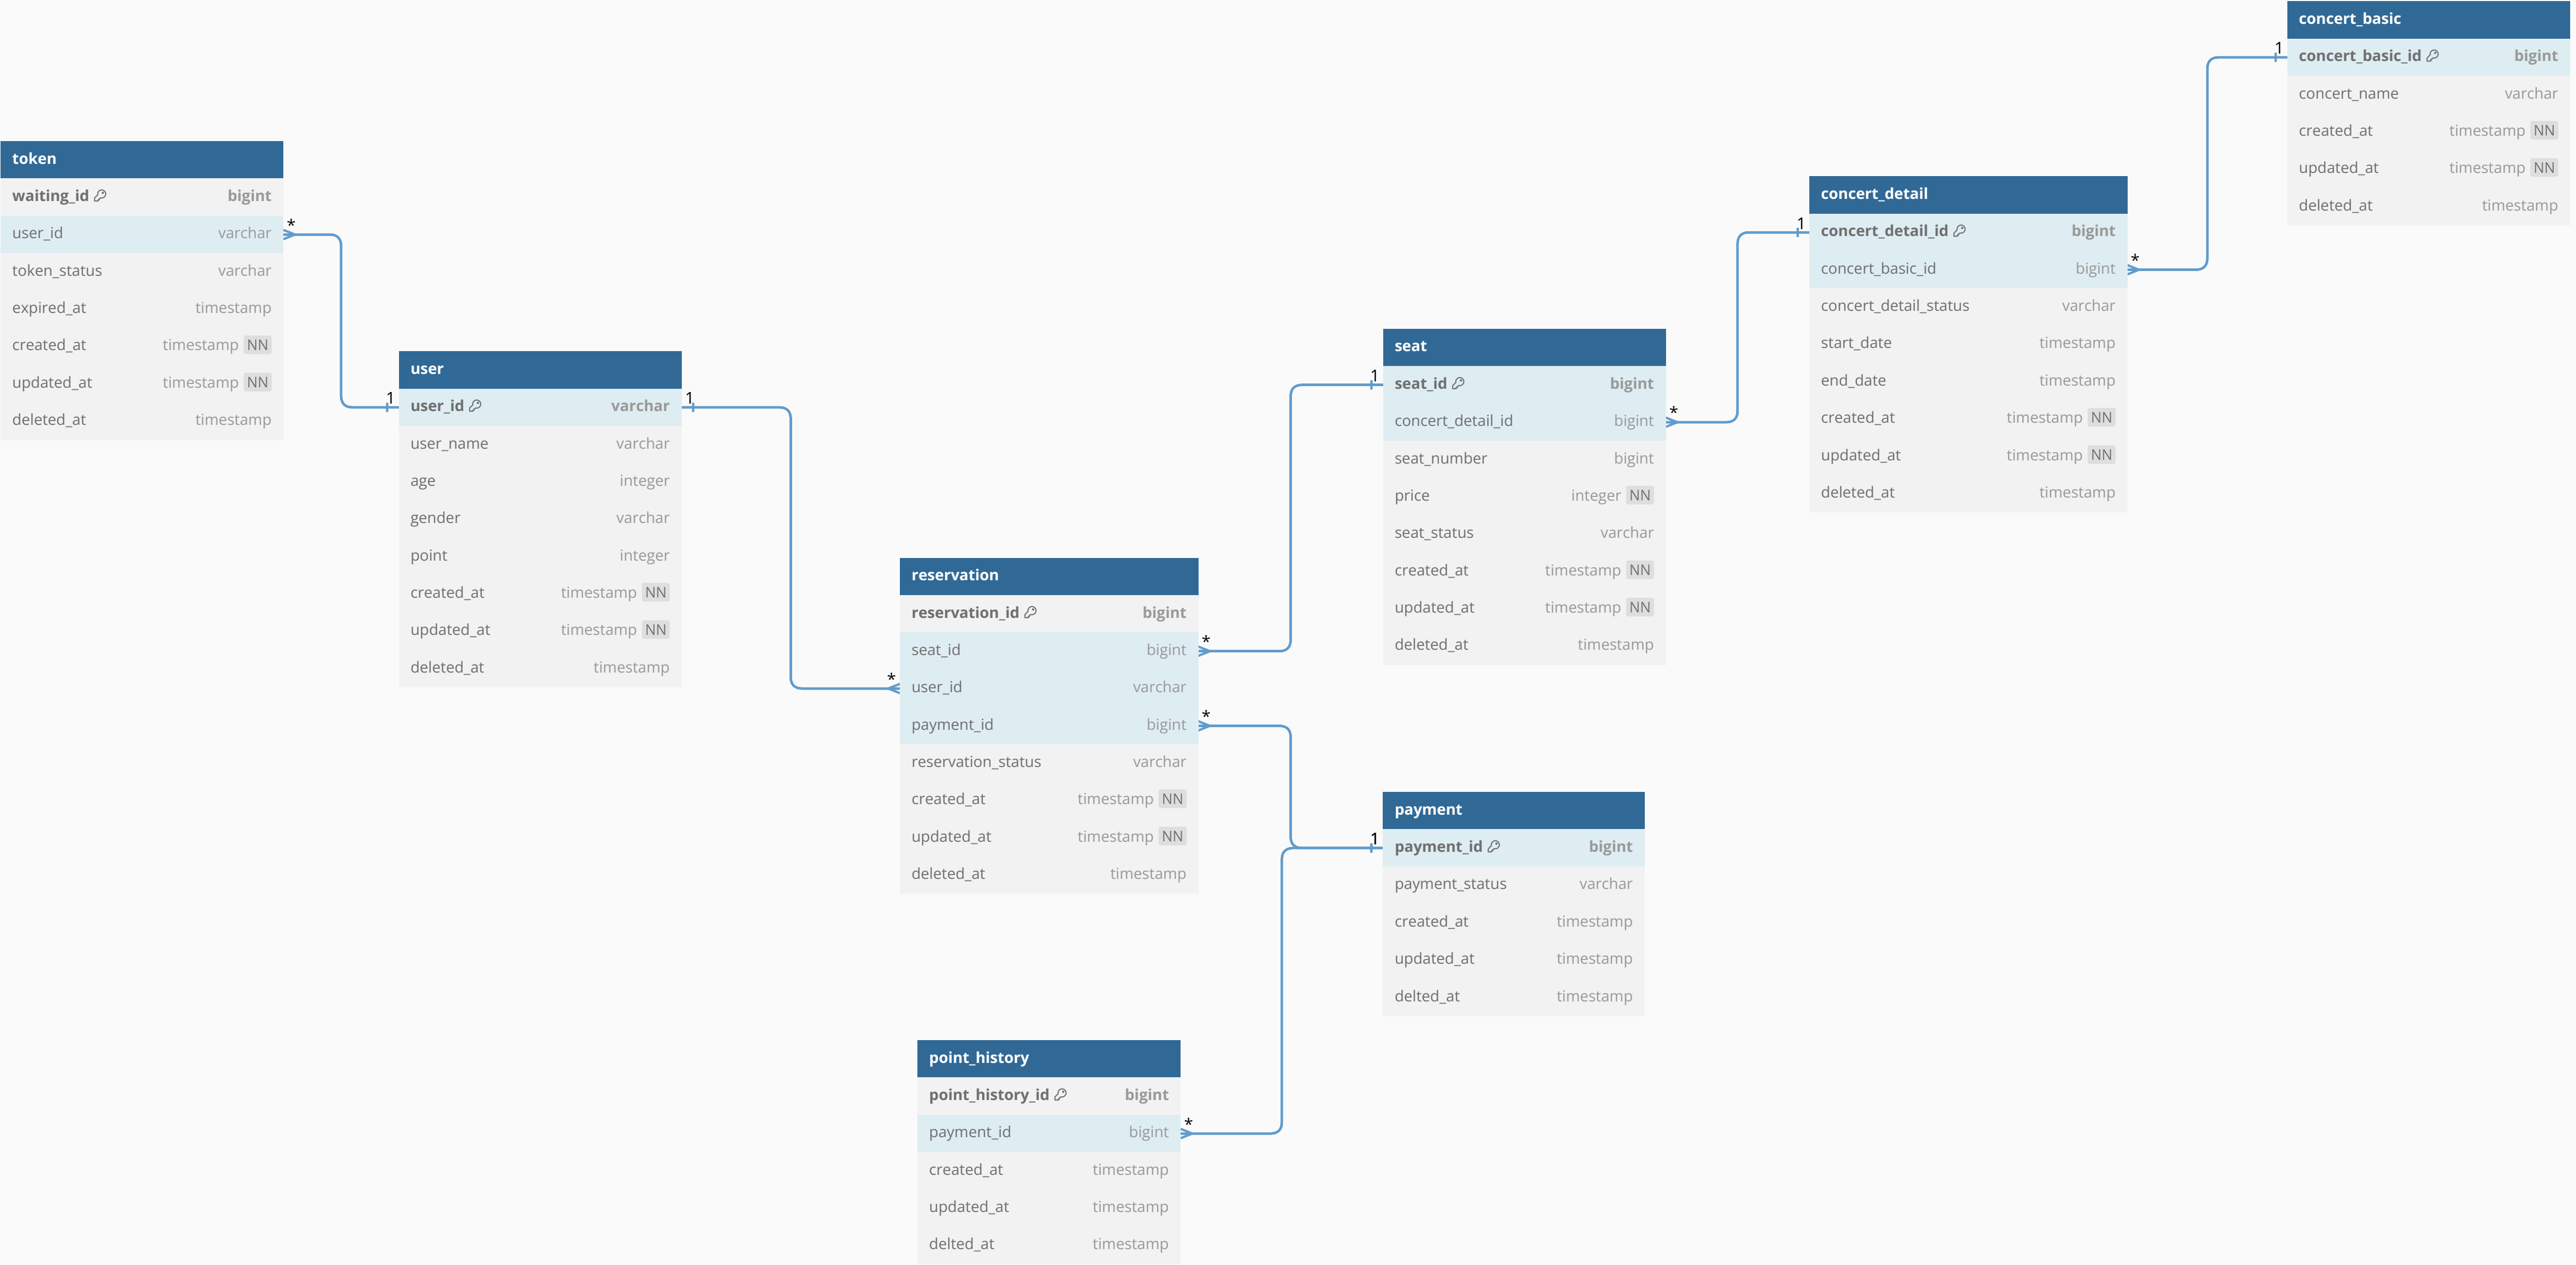 token
waiting_id bigint
user_id varchar
token_status varchar
expired_at timestamp
created_at timestamp NN
updated_at timestamp NN
deleted_at timestamp
*
1
user
user_id varchar
user_name varchar
age integer
gender varchar
point integer
created_at timestamp NN
updated_at timestamp NN
deleted_at timestamp
1
*
reservation
reservation_id bigint
seat_id bigint
user_id varchar
payment_id bigint
reservation_status varchar
created_at timestamp NN
updated_at timestamp NN
deleted_at timestamp
*
*
point_history
point_history_id bigint
payment_id bigint
created_at timestamp
updated_at timestamp
delted_at timestamp
*
1
seat
seat_id bigint
concert_detail_id bigint
seat_number bigint
price integer NN
seat_status varchar
created_at timestamp NN
updated_at timestamp NN
deleted_at timestamp
*
1
payment
payment_id bigint
payment_status varchar
created_at timestamp
updated_at timestamp
delted_at timestamp
1
concert_detail
concert_detail_id bigint
concert_basic_id bigint
concert_detail_status varchar
start_date timestamp
end_date timestamp
created_at timestamp NN
updated_at timestamp NN
deleted_at timestamp
*
1
concert_basic
concert_basic_id bigint
concert_name varchar
created_at timestamp NN
updated_at timestamp NN
deleted_at timestamp